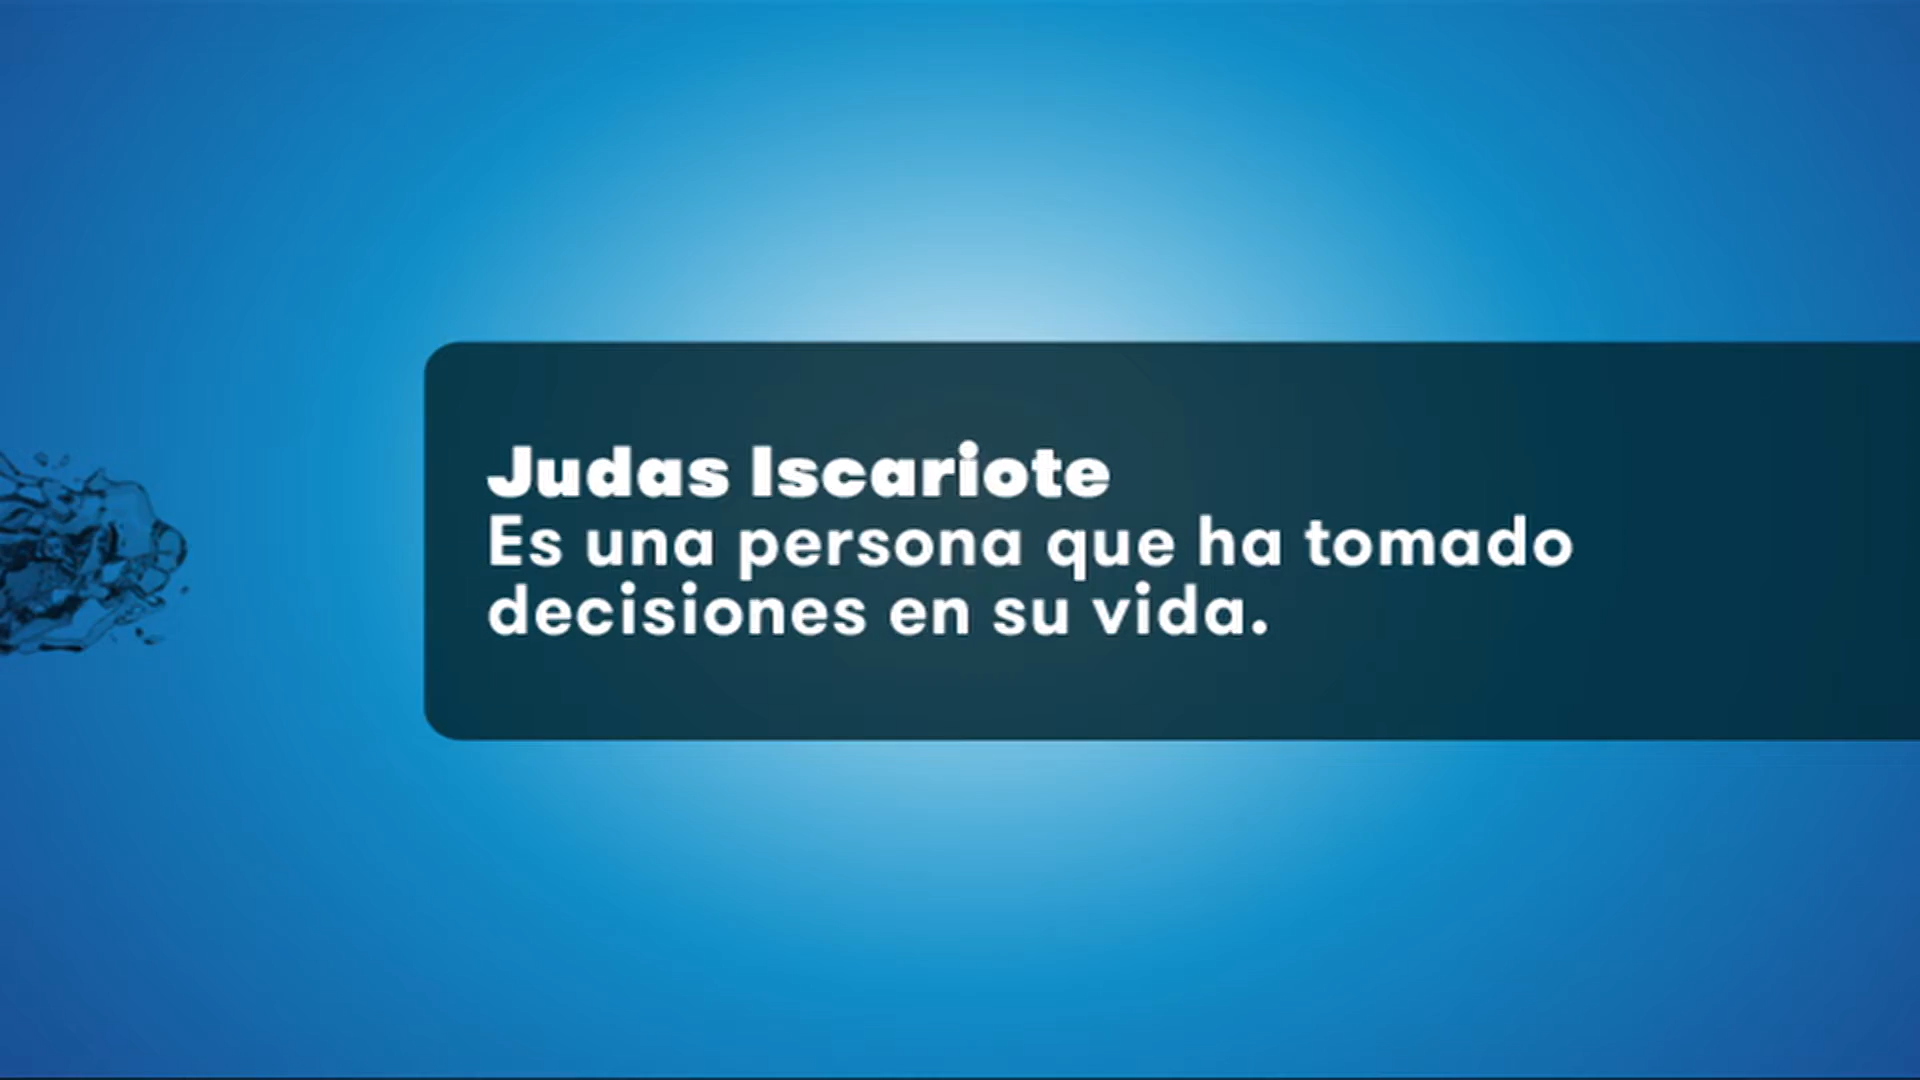 Judas Iscariote
Es una persona que ha tomado
decisiones en su vida.